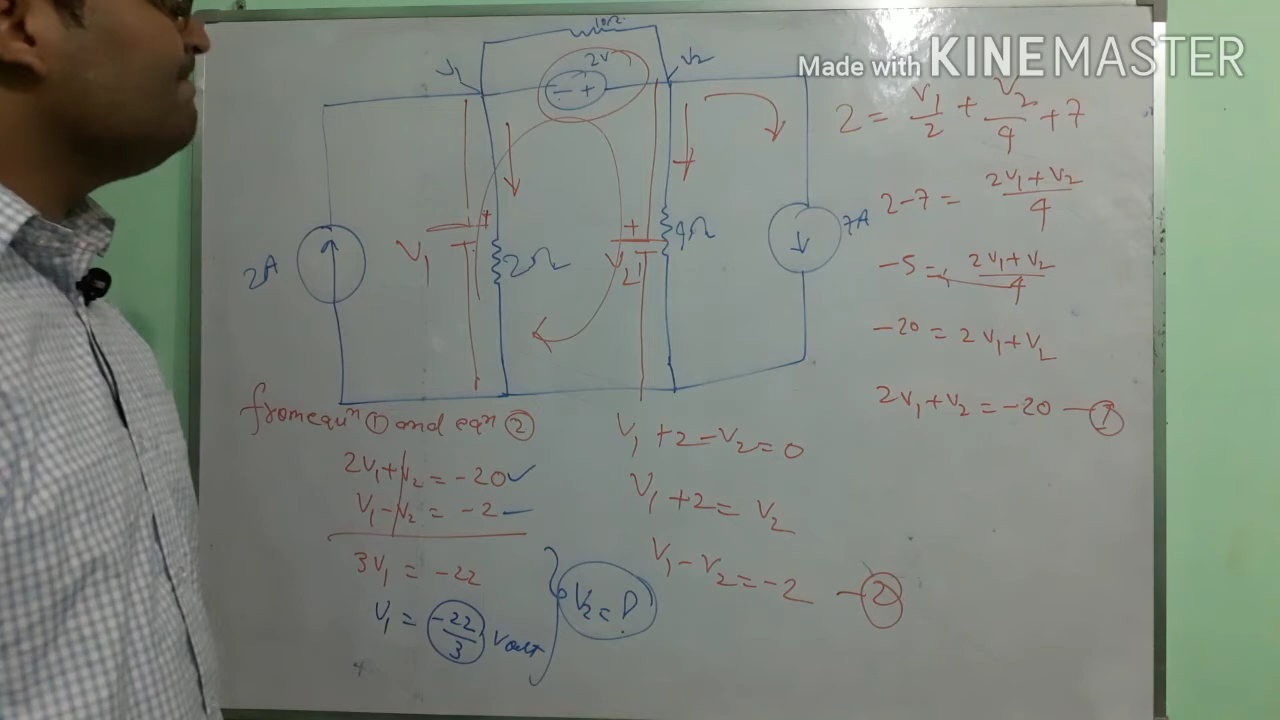 Made with KINEMASTER
10Ω
2V
V1
V2
- +
2A
V1
+
2Ω
+
V2
4Ω
7A
2 = V1/2 + V2/4 + 7
2-7 = 2V1+V2/4
-5 = 2V1+V2/4
-20 = 2V1+V2
2V1+V2 = -20 —①
from equⁿ ① and eqⁿ ②
2V1+V2 = -20 ✓
V1-V2 = -2
3V1 = -22
V1 = -22/3 Volt
V2 = ?
V1+2-V2=0
V1+2= V2
V1-V2=-2 —②